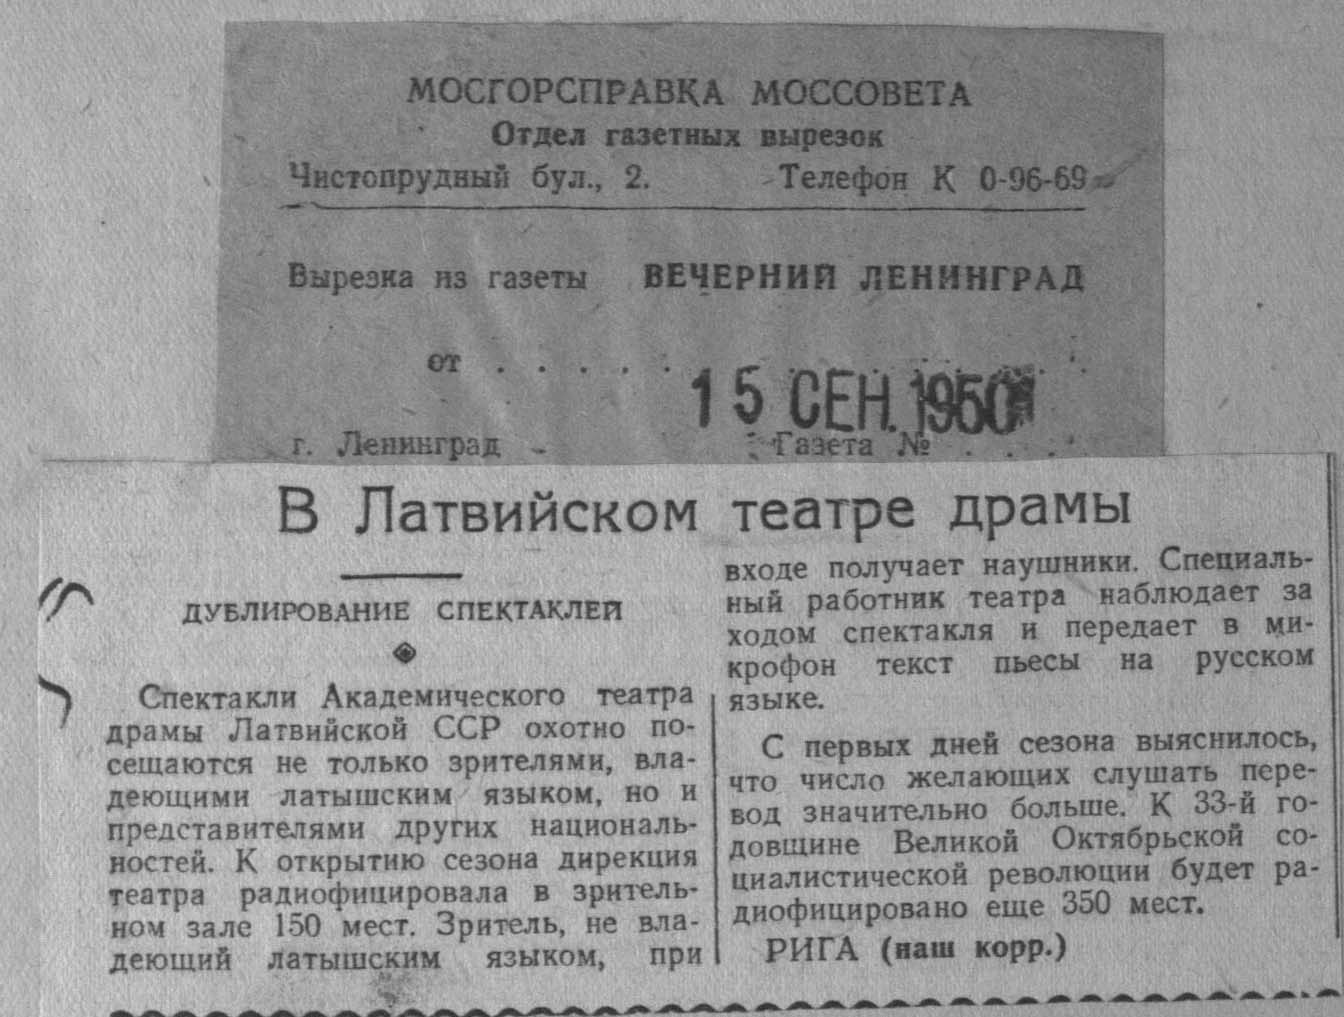 МОСГОРСПРАВКА МОССОВЕТА
Отдел газетных вырезок
Чистопрудный бул., 2. Телефон К 0-96-69
Вырезка из газеты ВЕЧЕРНИЙ ЛЕНИНГРАД
от . . . . .
15 СЕН. 1950
г. Ленинград Газета № . . .
В Латвийском театре драмы
ДУБЛИРОВАНИЕ СПЕКТАКЛЕЙ
Спектакли Академического театра
драмы Латвийской ССР охотно по-
сещаются не только зрителями, вла-
деющими латышским языком, но и
представителями других националь-
ностей. К открытию сезона дирекция
театра радиофицировала в зритель-
ном зале 150 мест. Зритель, не вла-
деющий латышским языком, при
входе получает наушники. Специаль-
ный работник театра наблюдает за
ходом спектакля и передает в ми-
крофон текст пьесы на русском
языке.
С первых дней сезона выяснилось,
что число желающих слушать пере-
вод значительно больше. К 33-й го-
довщине Великой Октябрьской со-
циалистической революции будет ра-
диофицировано еще 350 мест.
РИГА (наш корр.)